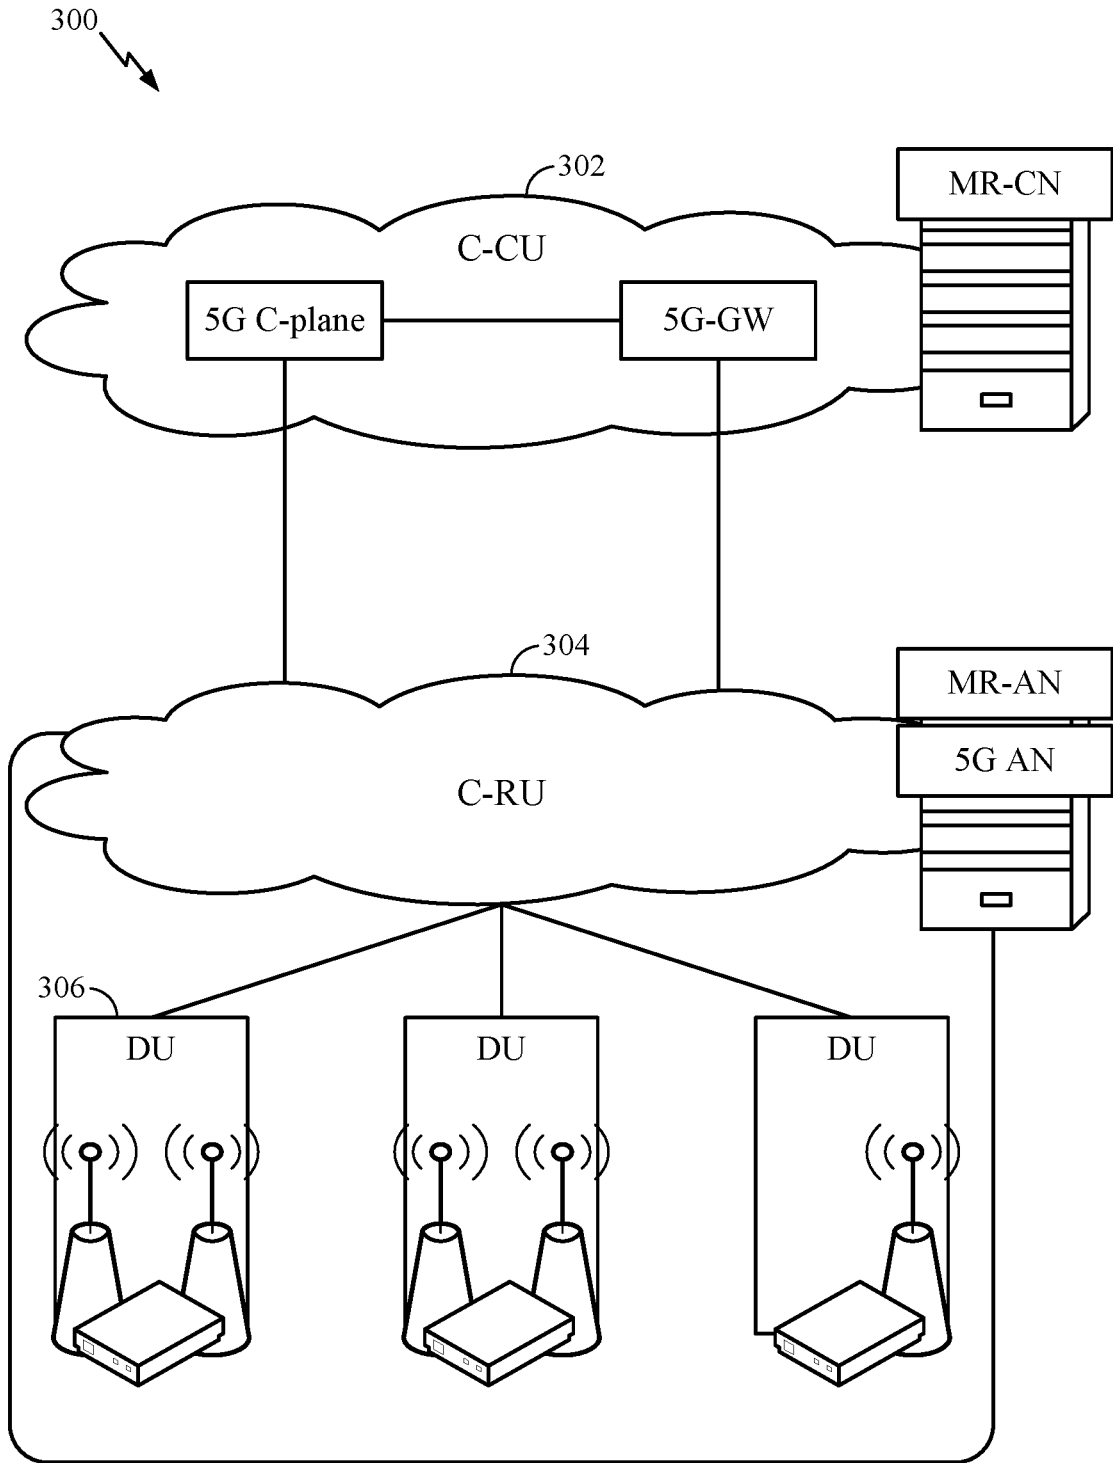 300
302
MR-CN
C-CU
5G C-plane
5G-GW
304
MR-AN
5G AN
C-RU
306
DU
DU
DU